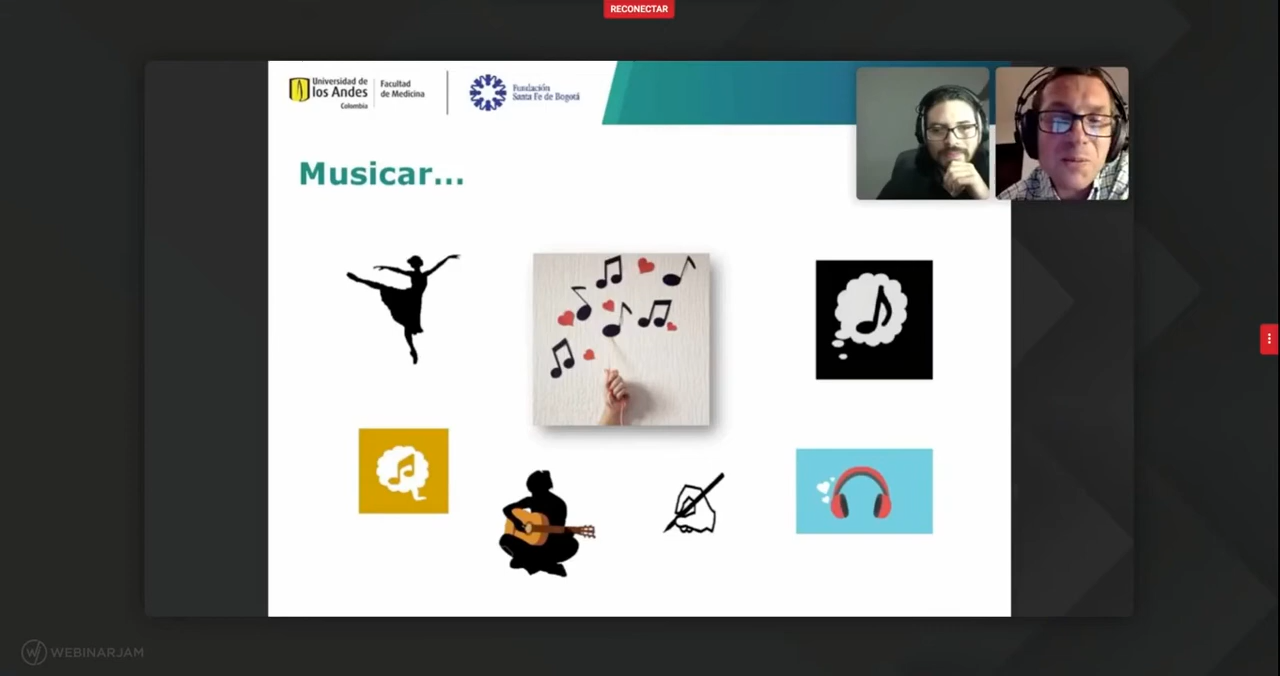 RECONECTAR
Universidad de
los Andes
Colombia
Facultad
de Medicina
Fundación
Santa Fe de Bogotá
Musicar...
WEBINARJAM